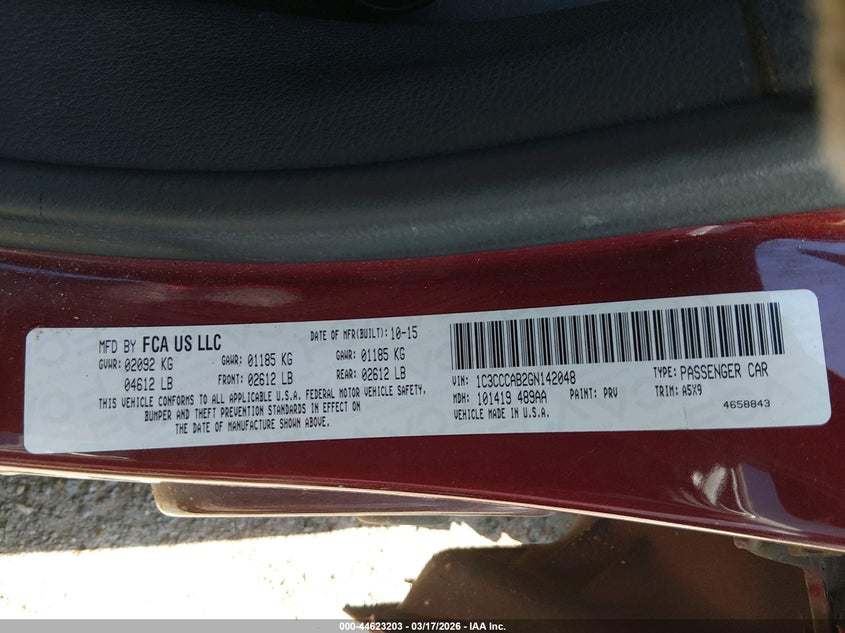 MFD BY FCA US LLC
DATE OF MFR(BUILT): 10-15
GVWR: 02092 KG
GAWR: 01185 KG
GAWR: 01185 KG
04612 LB
FRONT: 02612 LB
REAR: 02612 LB
THIS VEHICLE CONFORMS TO ALL APPLICABLE U.S.A. FEDERAL MOTOR VEHICLE SAFETY,
BUMPER AND THEFT PREVENTION STANDARDS IN EFFECT ON
THE DATE OF MANUFACTURE SHOWN ABOVE.
VIN: 1C3CCCAB2GN142048
TYPE: PASSENGER CAR
MDH: 101419 489AA
PAINT: PRV
TRIM: A5X9
VEHICLE MADE IN U.S.A.
4658843
000-44623203 - 03/17/2026 - IAA Inc.